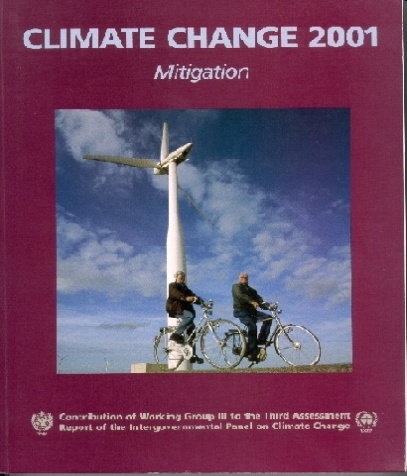 CLIMATE CHANGE 2001
Mitigation
Contribution of Working Group III to the Third Assessment
Report of the Intergovernmental Panel on Climate Change